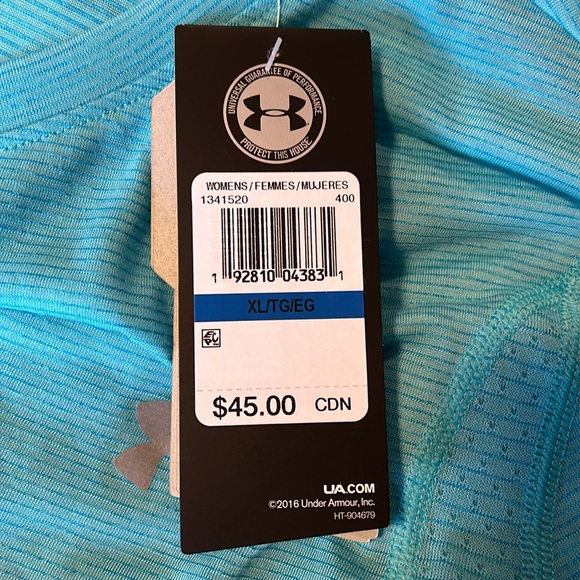 UNIVERSAL GUARANTEE OF PERFORMANCE
PROTECT THIS HOUSE
WOMENS/FEMMES/MUJERES
1341520 400
1 92810 04383 1
XL/TG/EG
$45.00 CDN
UA.COM
©2016 Under Armour, Inc.
HT-904679